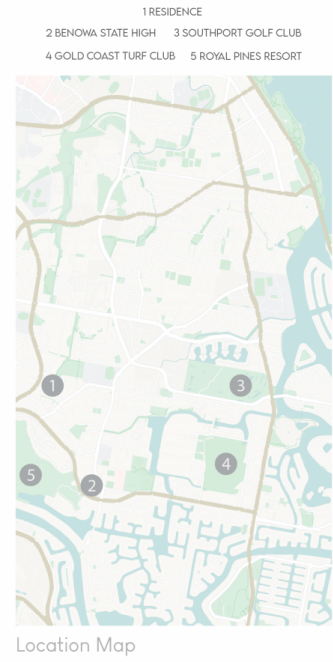 1 RESIDENCE
2 BENOWA STATE HIGH 3 SOUTHPORT GOLF CLUB
4 GOLD COAST TURF CLUB 5 ROYAL PINES RESORT
1
3
4
5
2
Location Map